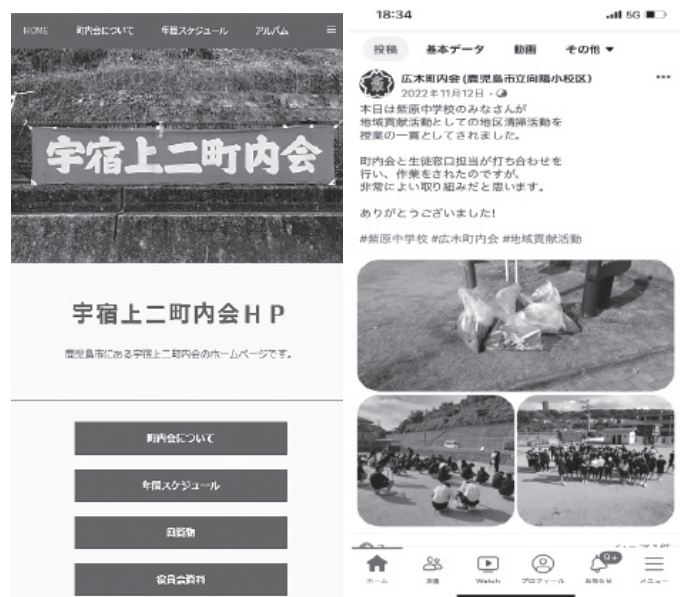 HOME 町内会について 年間スケジュール アルバム
宇宿上二町内会
宇宿上二町内会HP
鹿児島市にある宇宿上二町内会のホームページです。
町内会について
年間スケジュール
回覧物
役員会資料
18:34 5G
投稿 基本データ 動画 その他
広木町内会 (鹿児島市立向陽小校区)
2022年11月12日
本日は紫原中学校のみなさんが
地域貢献活動としての地区清掃活動を
授業の一貫としてされました。
町内会と生徒窓口担当が打ち合わせを
行い、作業をされたのですが、
非常によい取り組みだと思います。
ありがとうございました!
#紫原中学校 #広木町内会 #地域貢献活動
9+
ホーム 友達 Watch プロフィール お知らせ メニュー